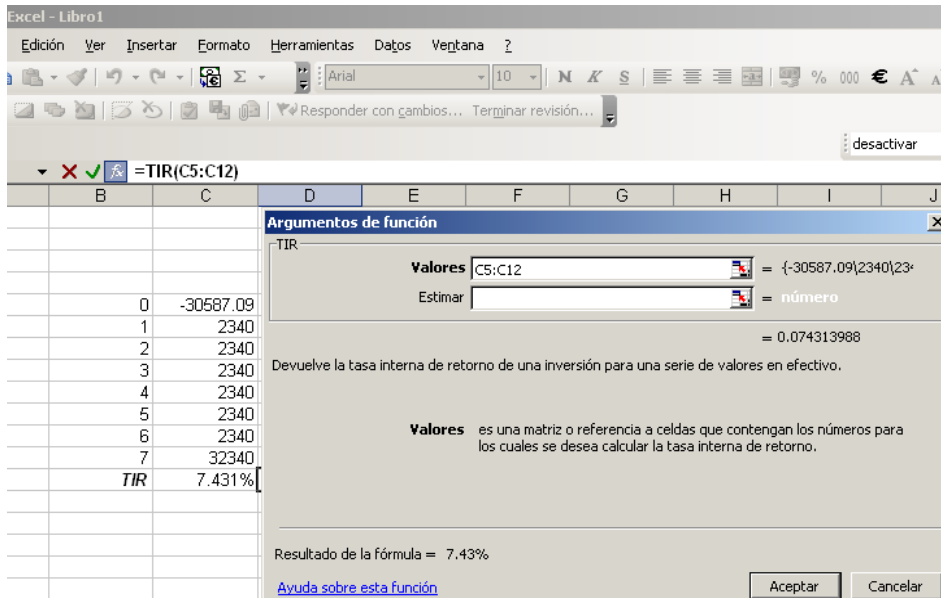 Excel - Libro1
Edición Ver Insertar Formato Herramientas Datos Ventana ?
Σ Arial 10 N K S % 000 € A A
Responder con cambios... Terminar revisión...
desactivar
fx =TIR(C5:C12)
B C D E F G H I J
Argumentos de función
TIR
Valores C5:C12 = {-30587.09\2340\234
0 -30587.09
Estimar = número
1 2340
= 0.074313988
2 2340
3 2340
Devuelve la tasa interna de retorno de una inversión para una serie de valores en efectivo.
4 2340
5 2340
6 2340
Valores es una matriz o referencia a celdas que contengan los números para
los cuales se desea calcular la tasa interna de retorno.
7 32340
TIR 7.431%
Resultado de la fórmula = 7.43%
Ayuda sobre esta función
Aceptar Cancelar